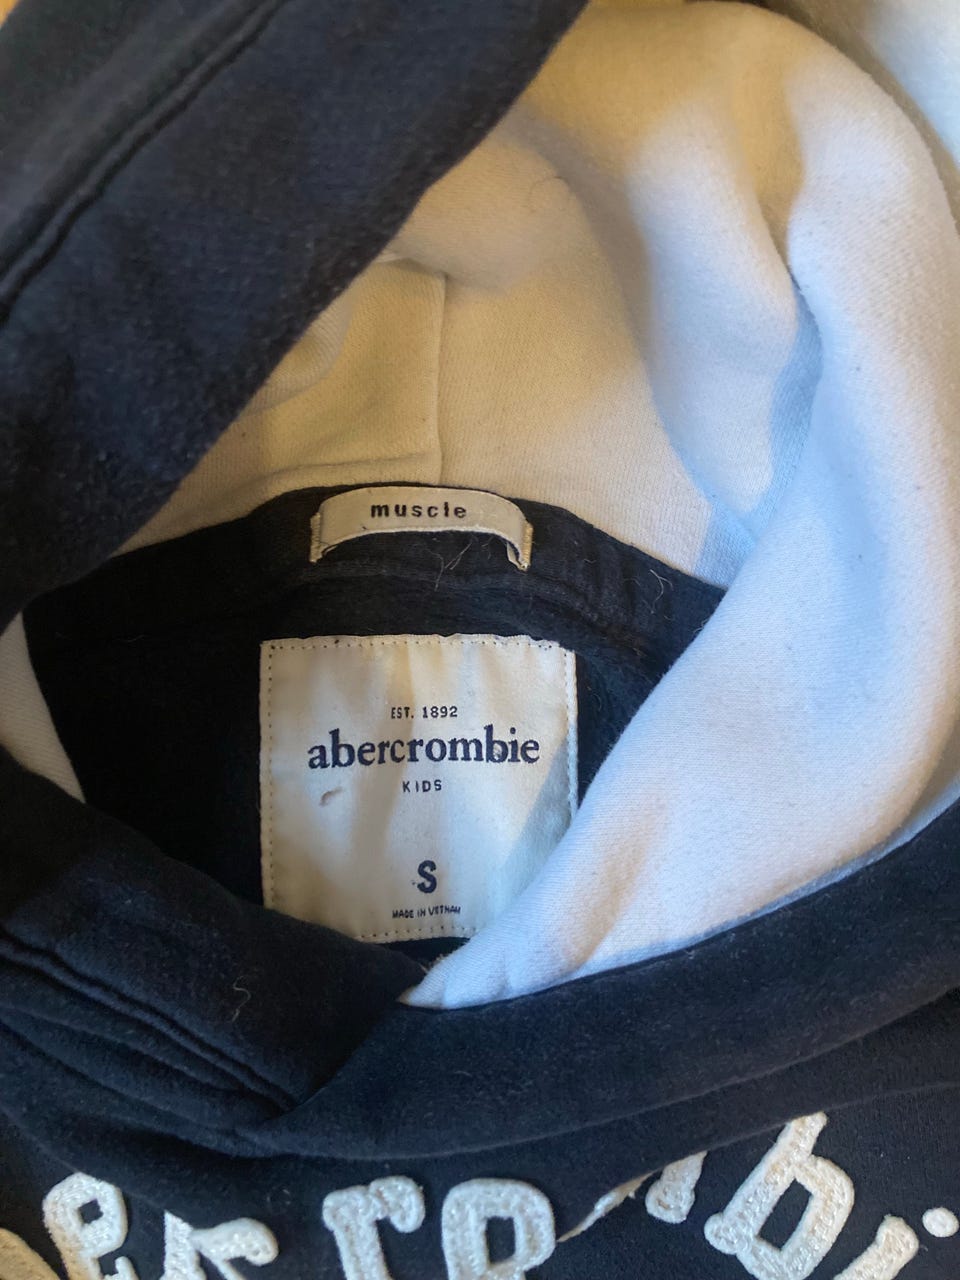 muscle
EST. 1892
abercrombie
KIDS
S
MADE IN VIETNAM